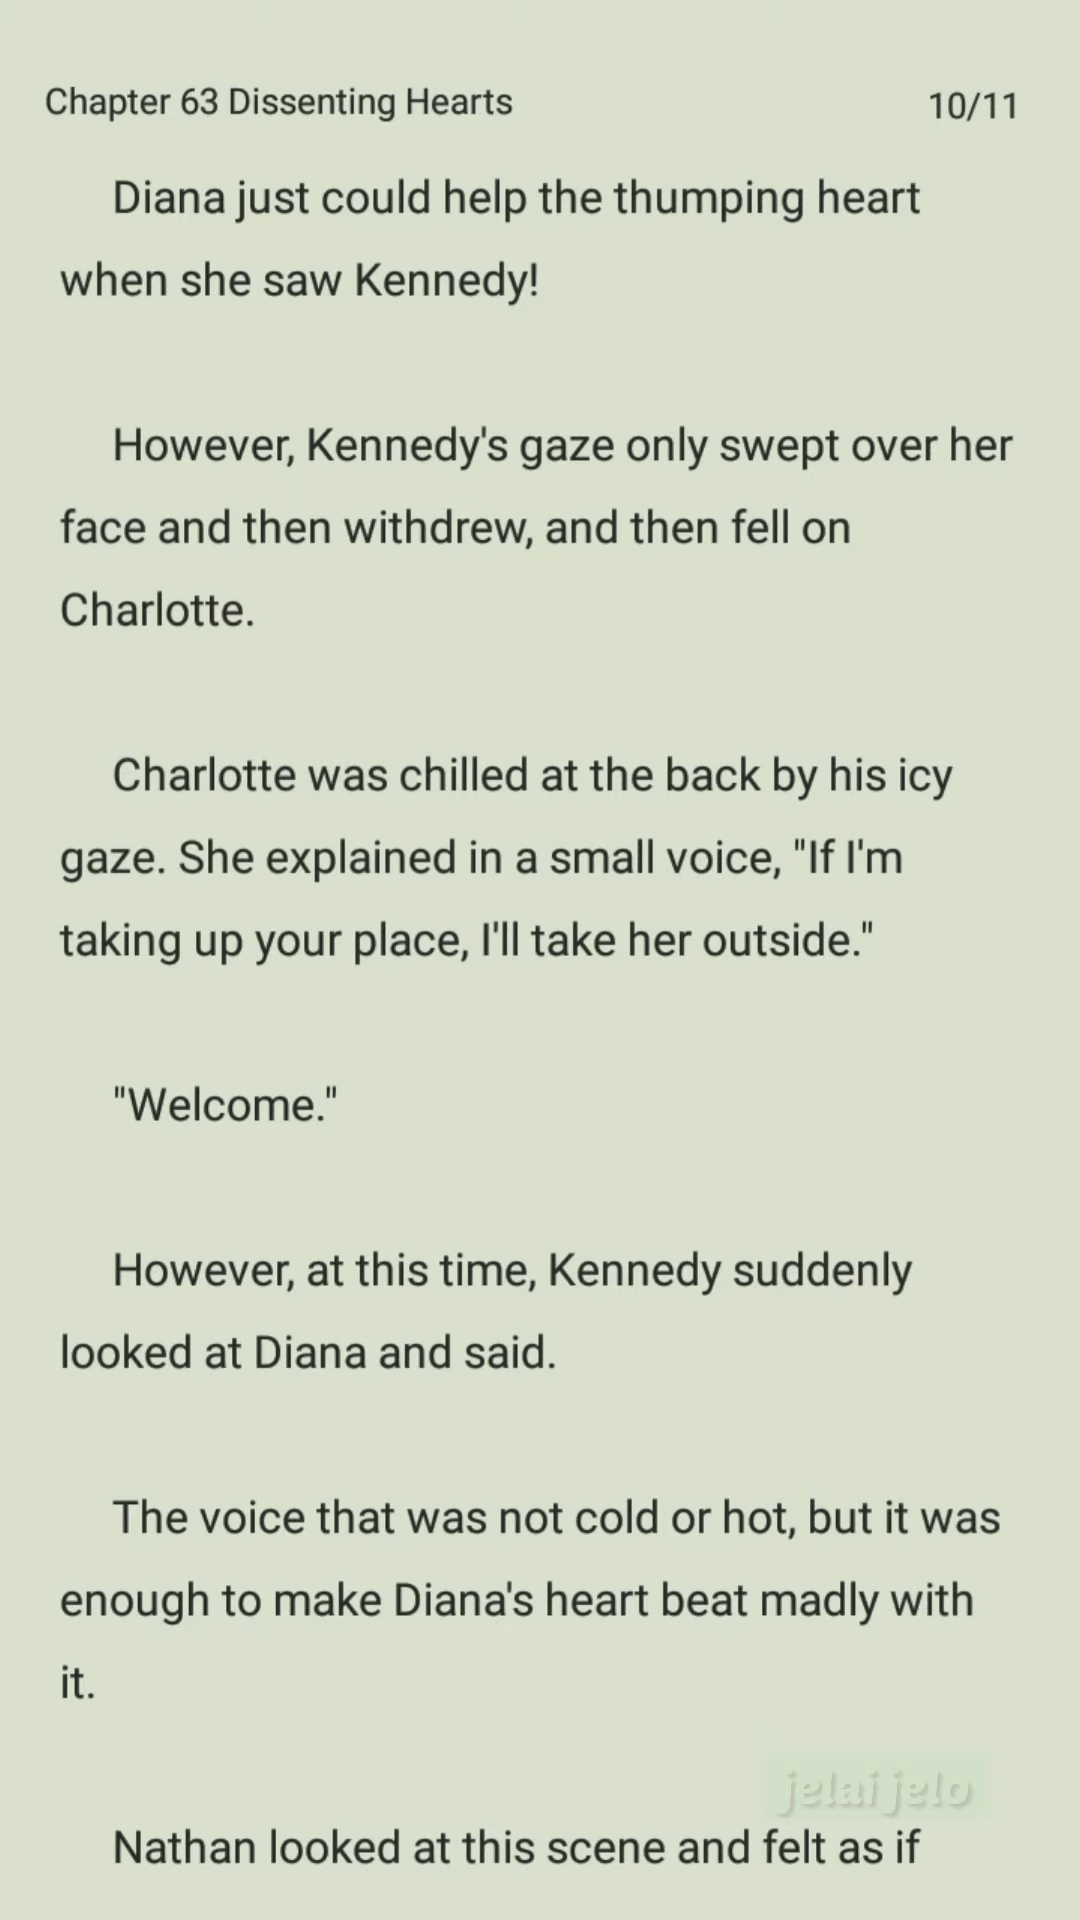 Chapter 63 Dissenting Hearts
10/11
Diana just could help the thumping heart
when she saw Kennedy!
However, Kennedy's gaze only swept over her
face and then withdrew, and then fell on
Charlotte.
Charlotte was chilled at the back by his icy
gaze. She explained in a small voice, "If I'm
taking up your place, I'll take her outside."
"Welcome."
However, at this time, Kennedy suddenly
looked at Diana and said.
The voice that was not cold or hot, but it was
enough to make Diana's heart beat madly with
it.
jelai jelo
Nathan looked at this scene and felt as if